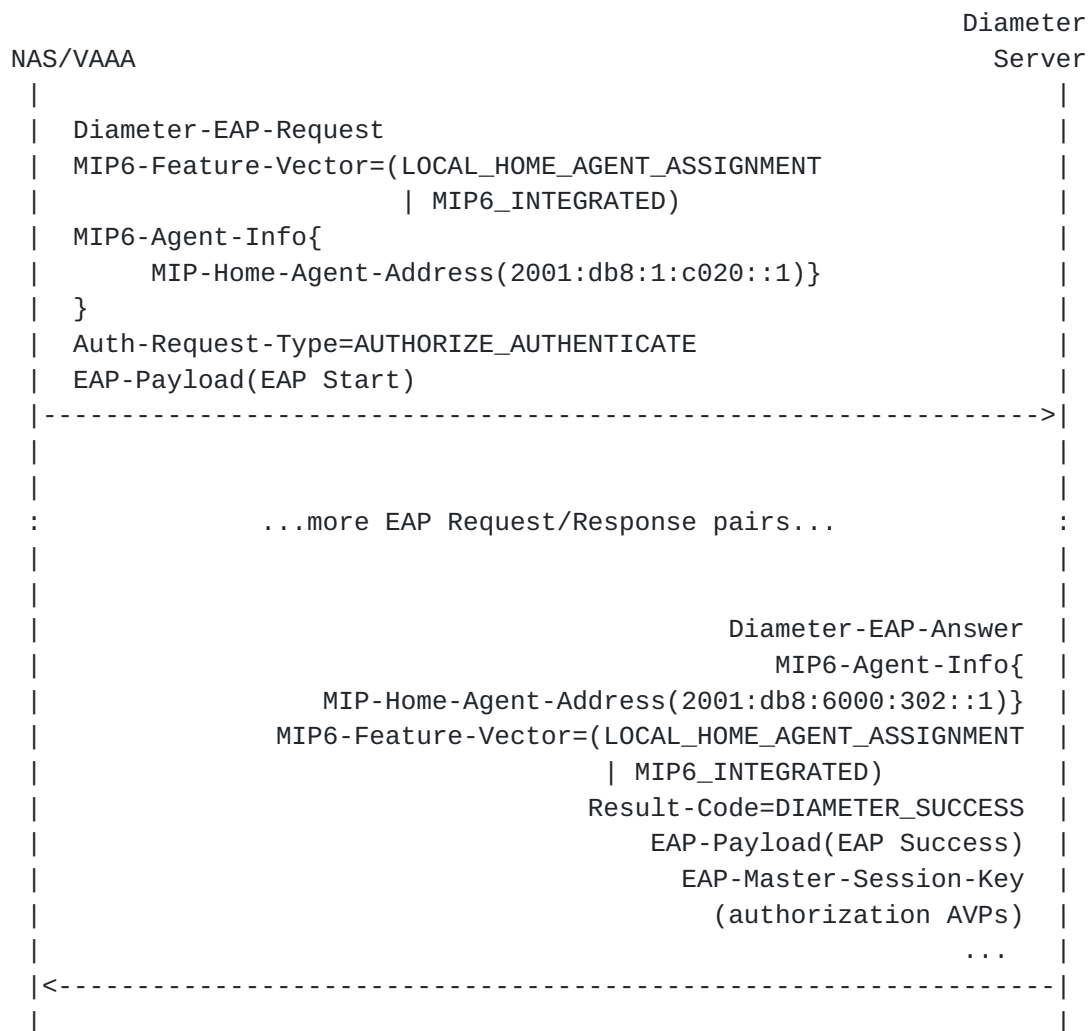 Diameter
NAS/VAAA                                                       Server
 |                                                                  |
 |  Diameter-EAP-Request                                            |
 |  MIP6-Feature-Vector=(LOCAL_HOME_AGENT_ASSIGNMENT                |
 |                       | MIP6_INTEGRATED)                         |
 |  MIP6-Agent-Info{                                                |
 |       MIP-Home-Agent-Address(2001:db8:1:c020::1)}                |
 |  }                                                               |
 |  Auth-Request-Type=AUTHORIZE_AUTHENTICATE                        |
 |  EAP-Payload(EAP Start)                                          |
 |----------------------------------------------------------------->|
 |                                                                  |
 |                                                                  |
 :              ...more EAP Request/Response pairs...               :
 |                                                                  |
 |                                                                  |
 |                                            Diameter-EAP-Answer  |
 |                                               MIP6-Agent-Info{  |
 |                  MIP-Home-Agent-Address(2001:db8:6000:302::1)}  |
 |               MIP6-Feature-Vector=(LOCAL_HOME_AGENT_ASSIGNMENT  |
 |                                    | MIP6_INTEGRATED)           |
 |                                   Result-Code=DIAMETER_SUCCESS  |
 |                                       EAP-Payload(EAP Success)  |
 |                                         EAP-Master-Session-Key  |
 |                                           (authorization AVPs)  |
 |                                                           ...   |
 |<-----------------------------------------------------------------|
 |                                                                  |